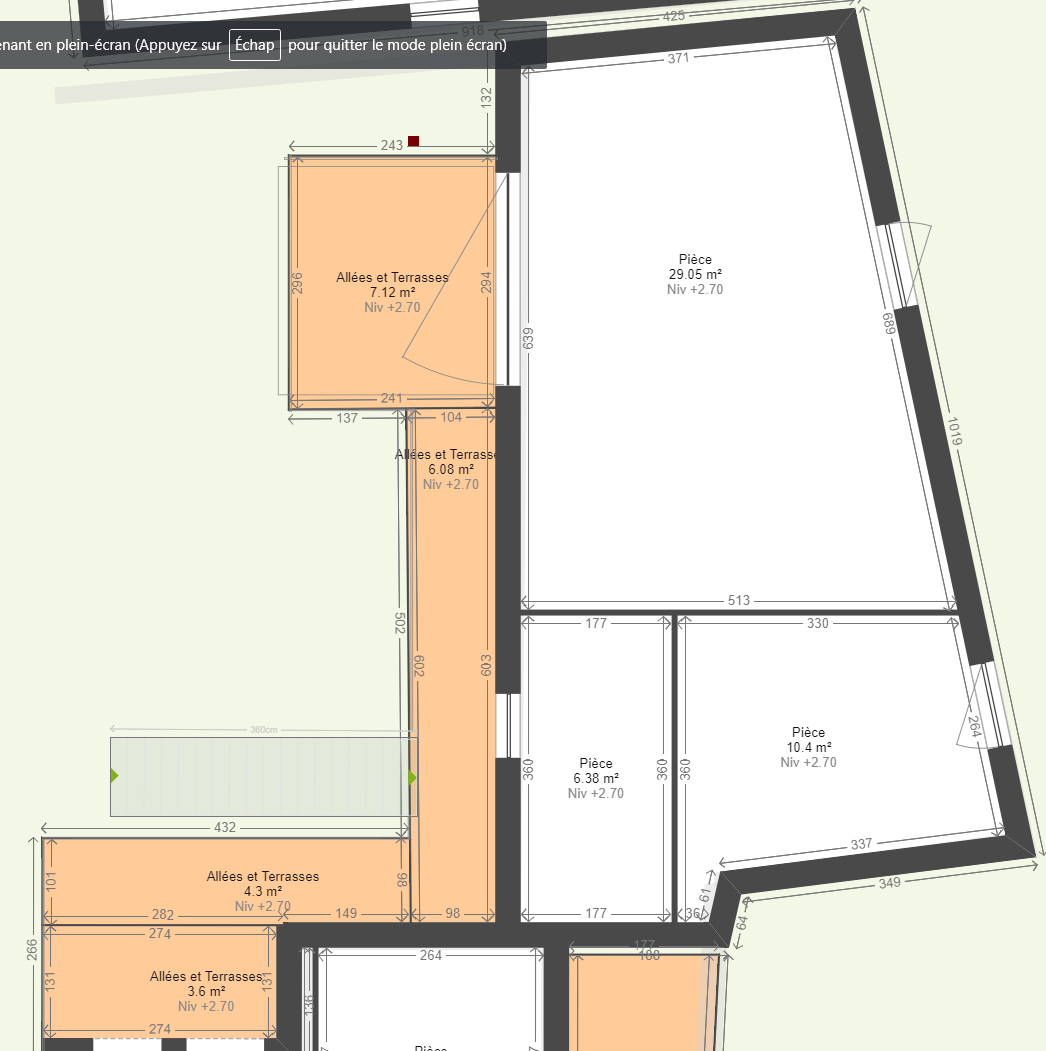 425
918
enant en plein-écran (Appuyez sur Échap pour quitter le mode plein écran)
371
132
243
Pièce
29.05 m²
Niv +2.70
Allées et Terrasses
7.12 m²
Niv +2.70
296
294
639
689
241
137
104
1019
Allées et Terrasse
6.08 m²
Niv +2.70
513
177
330
502
602
603
360cm
264
Pièce
10.4 m²
Niv +2.70
Pièce
6.38 m²
Niv +2.70
360
360
360
432
337
349
Allées et Terrasses
4.3 m²
Niv +2.70
101
98
61
64
282
149
98
177
36
274
177
188
266
264
Allées et Terrasses
3.6 m²
Niv +2.70
131
131
136
274
Pièce